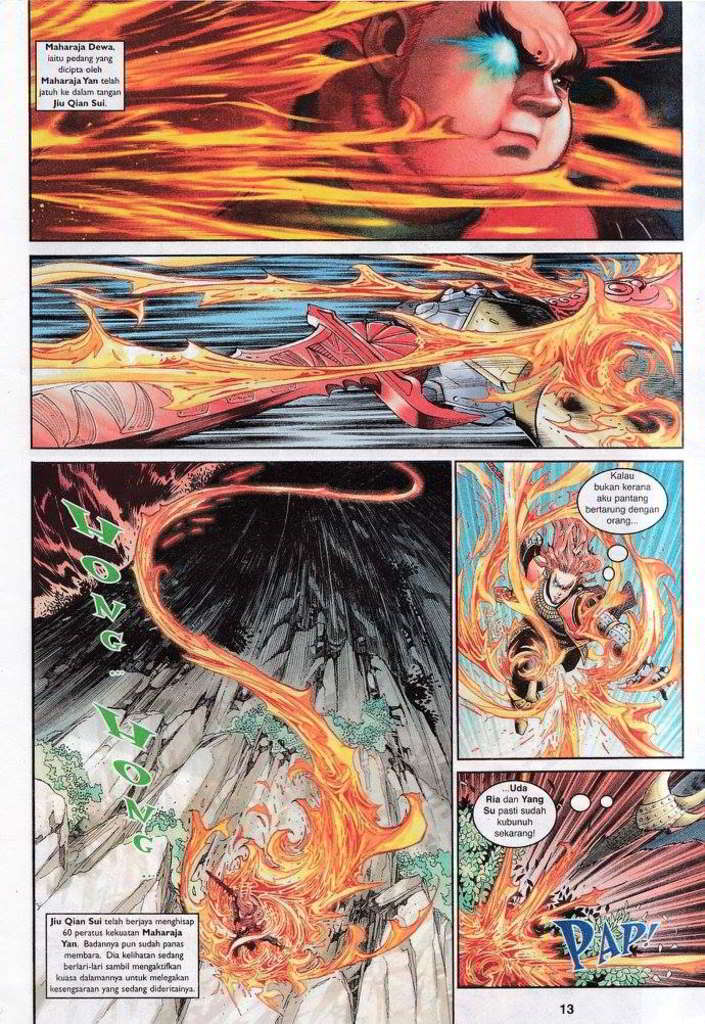 Maharaja Dewa,
iaitu pedang yang
dicipta oleh
Maharaja Yan telah
jatuh ke dalam tangan
Jiu Qian Sui.
HONG...
HONG
Kalau
bukan kerana
aku pantang
bertarung dengan
orang...
...Uda
Ria dan Yang
Su pasti sudah
kubunuh
sekarang!
PAP!
Jiu Qian Sui telah berjaya menghisap
60 peratus kekuatan Maharaja
Yan. Badannya pun sudah panas
membara. Dia kelihatan sedang
berlari-lari sambil mengaktifkan
kuasa dalamannya untuk melegakan
kesengsaraan yang sedang dideritainya.
13